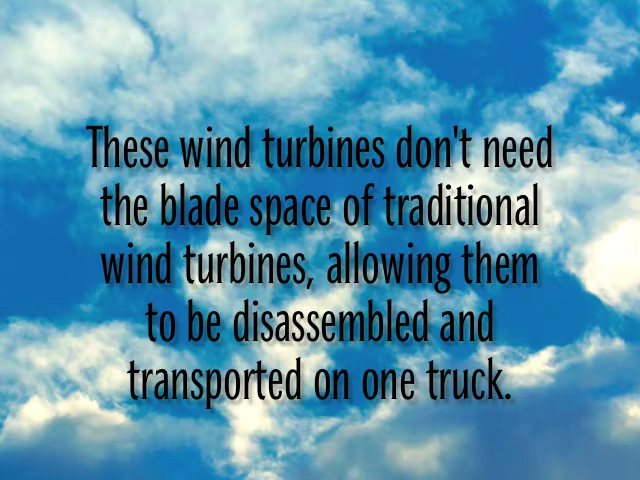 These wind turbines don't need
the blade space of traditional
wind turbines, allowing them
to be disassembled and
transported on one truck.